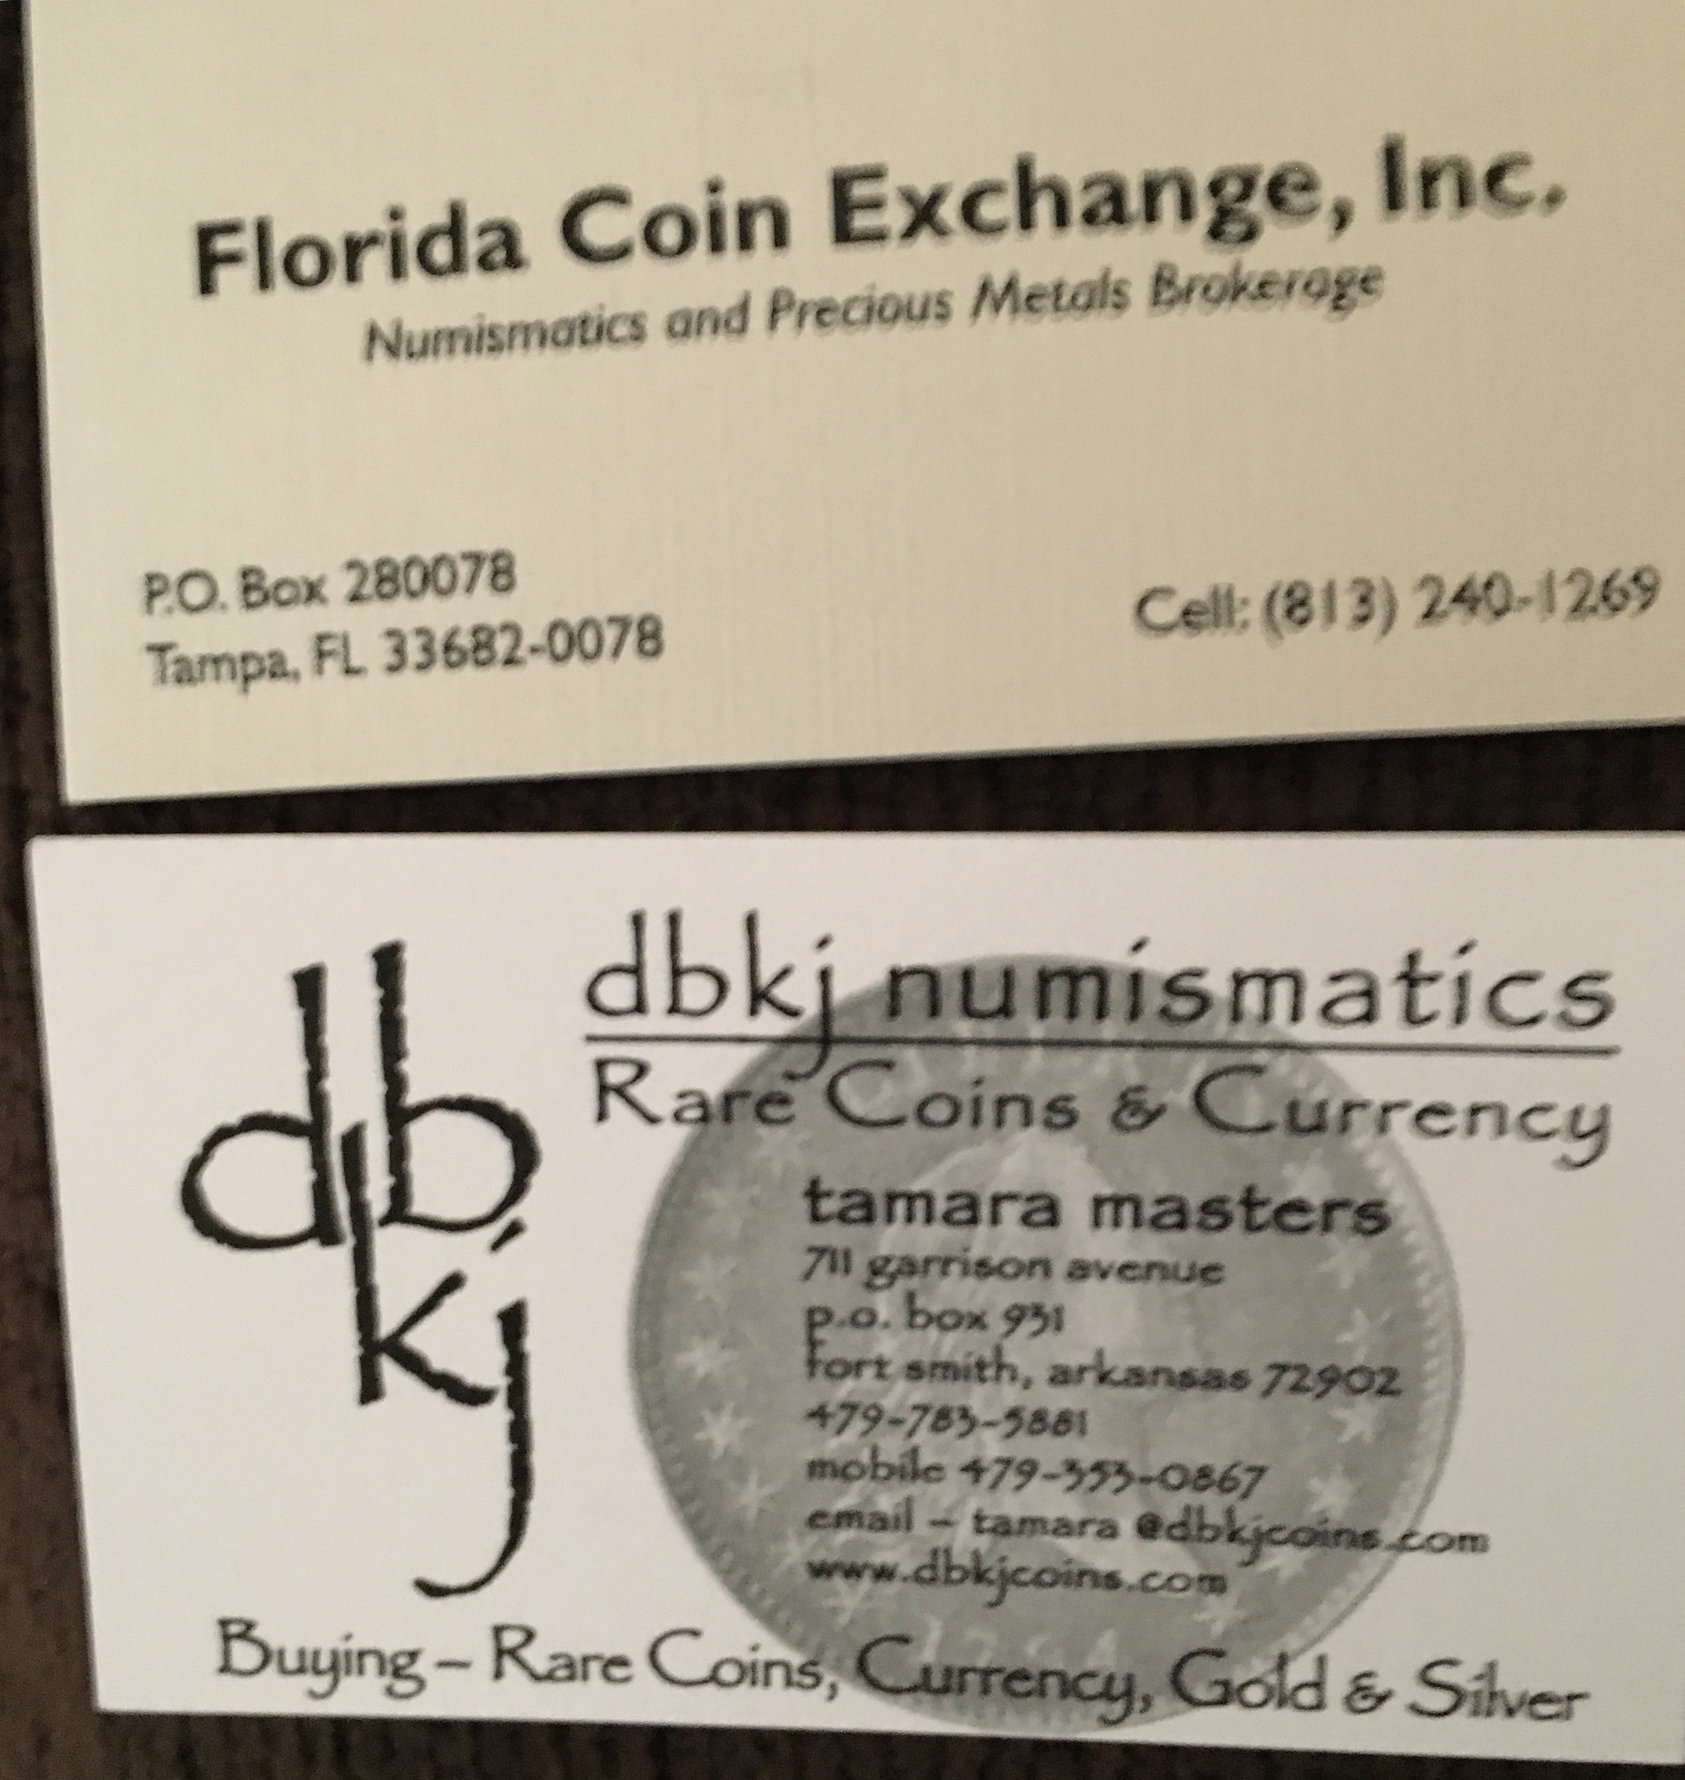 Florida Coin Exchange, Inc.
Numismatics and Precious Metals Brokerage
P.O. Box 280078
Tampa, FL 33682-0078
Cell: (813) 240-1269
dbkj
dbkj numismatics
Rare Coins & Currency
tamara masters
711 garrison avenue
p.o. box 931
fort smith, arkansas 72902
479-783-5881
mobile 479-353-0867
email – tamara @dbkjcoins.com
www.dbkjcoins.com
Buying – Rare Coins, Currency, Gold & Silver